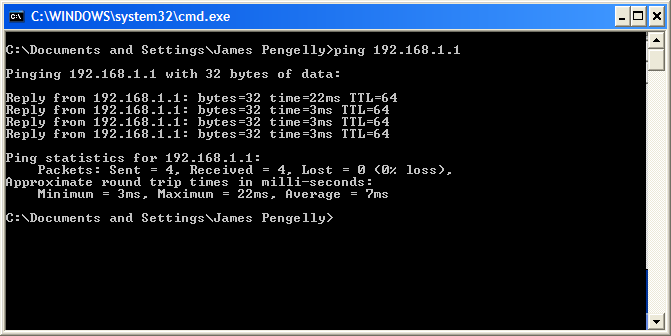 C:\WINDOWS\system32\cmd.exe
C:\Documents and Settings\James Pengelly>ping 192.168.1.1
Pinging 192.168.1.1 with 32 bytes of data:
Reply from 192.168.1.1: bytes=32 time=22ms TTL=64
Reply from 192.168.1.1: bytes=32 time=3ms TTL=64
Reply from 192.168.1.1: bytes=32 time=3ms TTL=64
Reply from 192.168.1.1: bytes=32 time=3ms TTL=64
Ping statistics for 192.168.1.1:
    Packets: Sent = 4, Received = 4, Lost = 0 (0% loss),
Approximate round trip times in milli-seconds:
    Minimum = 3ms, Maximum = 22ms, Average = 7ms
C:\Documents and Settings\James Pengelly>